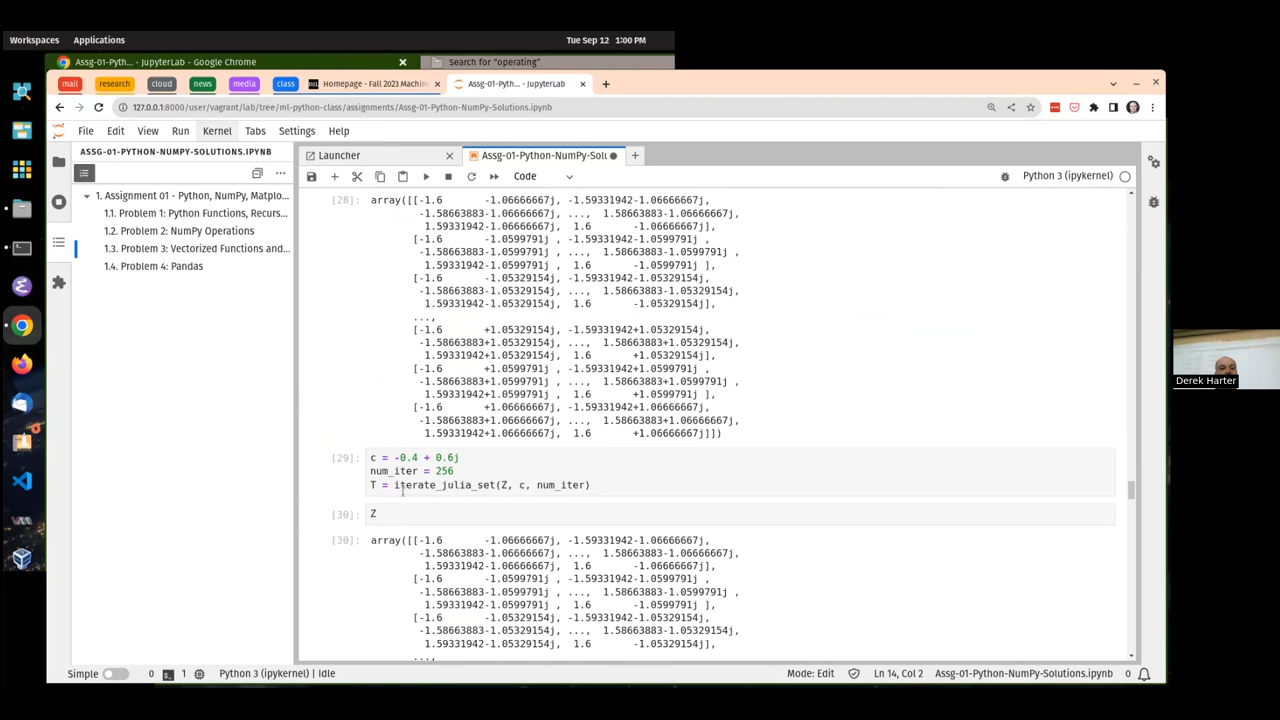 Workspaces Applications Tue Sep 12 1:00 PM
Assg-01-Pyth... - JupyterLab - Google Chrome
Search for "operating"
mail research cloud news media class Homepage - Fall 2023 Machin Assg-01-Pyth... - JupyterLab
127.0.0.1:8000/user/vagrant/lab/tree/ml-python-class/assignments/Assg-01-Python-NumPy-Solutions.ipynb
File Edit View Run Kernel Tabs Settings Help
ASSG-01-PYTHON-NUMPY-SOLUTIONS.IPYNB
1. Assignment 01 - Python, NumPy, Matplo...
1.1. Problem 1: Python Functions, Recurs...
1.2. Problem 2: NumPy Operations
1.3. Problem 3: Vectorized Functions and...
1.4. Problem 4: Pandas
Launcher Assg-01-Python-NumPy-Solu
Code Python 3 (ipykernel)
[28]: array([[-1.6 -1.06666667j, -1.59331942-1.06666667j,
-1.58663883-1.06666667j, ..., 1.58663883-1.06666667j,
1.59331942-1.06666667j, 1.6 -1.06666667j],
[-1.6 -1.0599791j , -1.59331942-1.0599791j ,
-1.58663883-1.0599791j , ..., 1.58663883-1.0599791j ,
1.59331942-1.0599791j , 1.6 -1.0599791j ],
[-1.6 -1.05329154j, -1.59331942-1.05329154j,
-1.58663883-1.05329154j, ..., 1.58663883-1.05329154j,
1.59331942-1.05329154j, 1.6 -1.05329154j],
...,
[-1.6 +1.05329154j, -1.59331942+1.05329154j,
-1.58663883+1.05329154j, ..., 1.58663883+1.05329154j,
1.59331942+1.05329154j, 1.6 +1.05329154j],
[-1.6 +1.0599791j , -1.59331942+1.0599791j ,
-1.58663883+1.0599791j , ..., 1.58663883+1.0599791j ,
1.59331942+1.0599791j , 1.6 +1.0599791j ],
[-1.6 +1.06666667j, -1.59331942+1.06666667j,
-1.58663883+1.06666667j, ..., 1.58663883+1.06666667j,
1.59331942+1.06666667j, 1.6 +1.06666667j]])
[29]: c = -0.4 + 0.6j
num_iter = 256
T = iterate_julia_set(Z, c, num_iter)
[30]: Z
[30]: array([[-1.6 -1.06666667j, -1.59331942-1.06666667j,
-1.58663883-1.06666667j, ..., 1.58663883-1.06666667j,
1.59331942-1.06666667j, 1.6 -1.06666667j],
[-1.6 -1.0599791j , -1.59331942-1.0599791j ,
-1.58663883-1.0599791j , ..., 1.58663883-1.0599791j ,
1.59331942-1.0599791j , 1.6 -1.0599791j ],
[-1.6 -1.05329154j, -1.59331942-1.05329154j,
-1.58663883-1.05329154j, ..., 1.58663883-1.05329154j,
1.59331942-1.05329154j, 1.6 -1.05329154j],
...,
Simple 0 1 Python 3 (ipykernel) | Idle Mode: Edit Ln 14, Col 2 Assg-01-Python-NumPy-Solutions.ipynb 0
Derek Harter